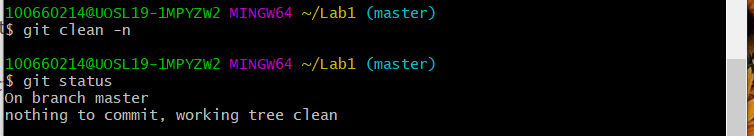 100660214@UOSL19-1MPYZW2 MINGW64 ~/Lab1 (master)
$ git clean -n
100660214@UOSL19-1MPYZW2 MINGW64 ~/Lab1 (master)
$ git status
On branch master
nothing to commit, working tree clean